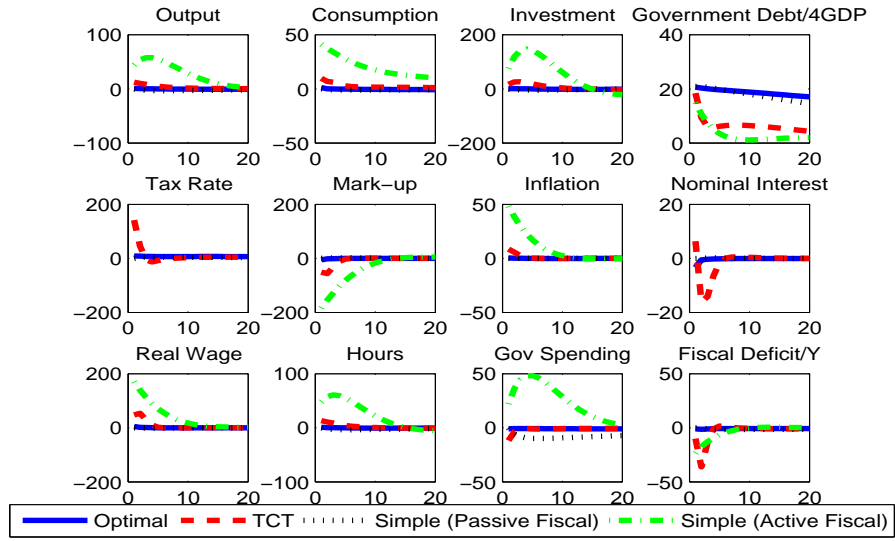 Output Consumption Investment Government Debt/4GDP
100 50 200 40
0 0 0 20
−100 −50 −200 0
0 10 20 0 10 20 0 10 20 0 10 20
Tax Rate Mark−up Inflation Nominal Interest
200 200 50 20
0 0 0 0
−200 −200 −50 −20
0 10 20 0 10 20 0 10 20 0 10 20
Real Wage Hours Gov Spending Fiscal Deficit/Y
200 100 50 50
0 0 0 0
−200 −100 −50 −50
0 10 20 0 10 20 0 10 20 0 10 20
Optimal TCT Simple (Passive Fiscal) Simple (Active Fiscal)